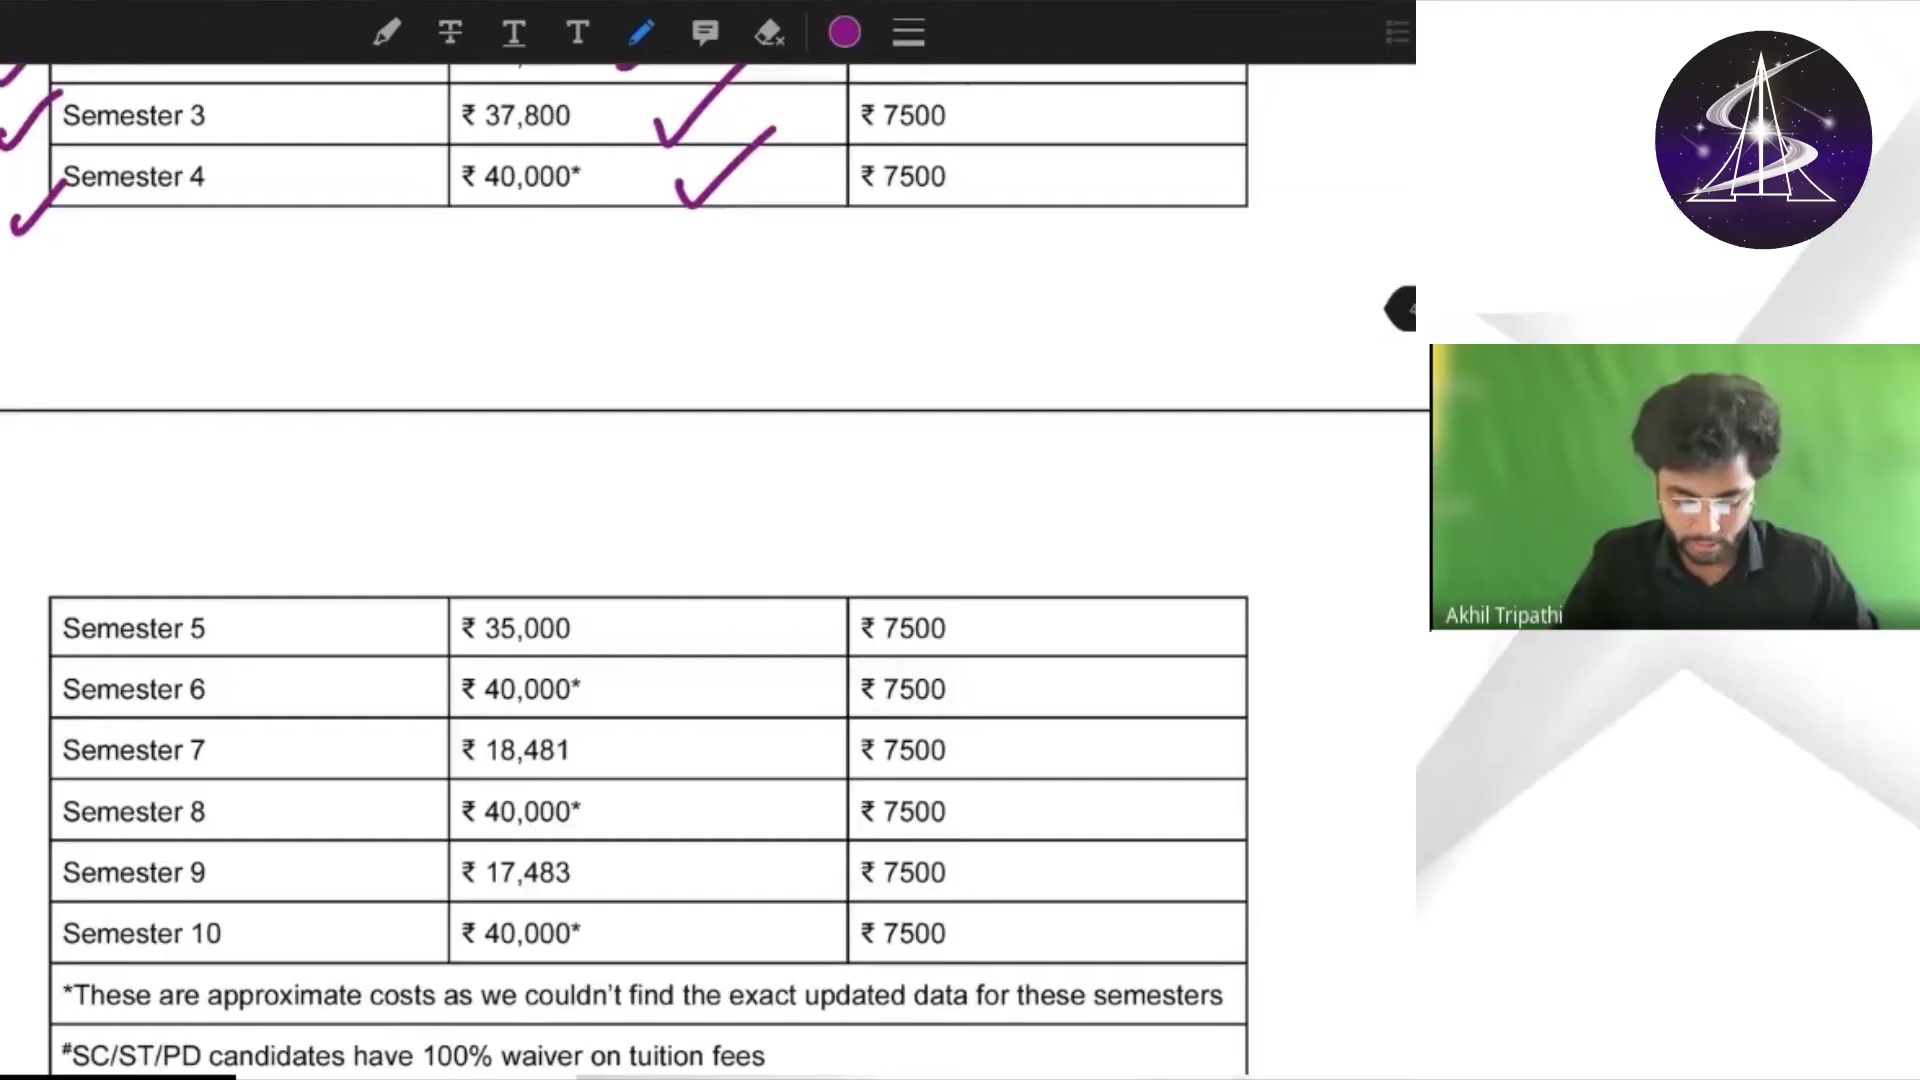 Semester 3 ₹ 37,800 ₹ 7500
Semester 4 ₹ 40,000* ₹ 7500
Akhil Tripathi
Semester 5 ₹ 35,000 ₹ 7500
Semester 6 ₹ 40,000* ₹ 7500
Semester 7 ₹ 18,481 ₹ 7500
Semester 8 ₹ 40,000* ₹ 7500
Semester 9 ₹ 17,483 ₹ 7500
Semester 10 ₹ 40,000* ₹ 7500
*These are approximate costs as we couldn't find the exact updated data for these semesters
#SC/ST/PD candidates have 100% waiver on tuition fees